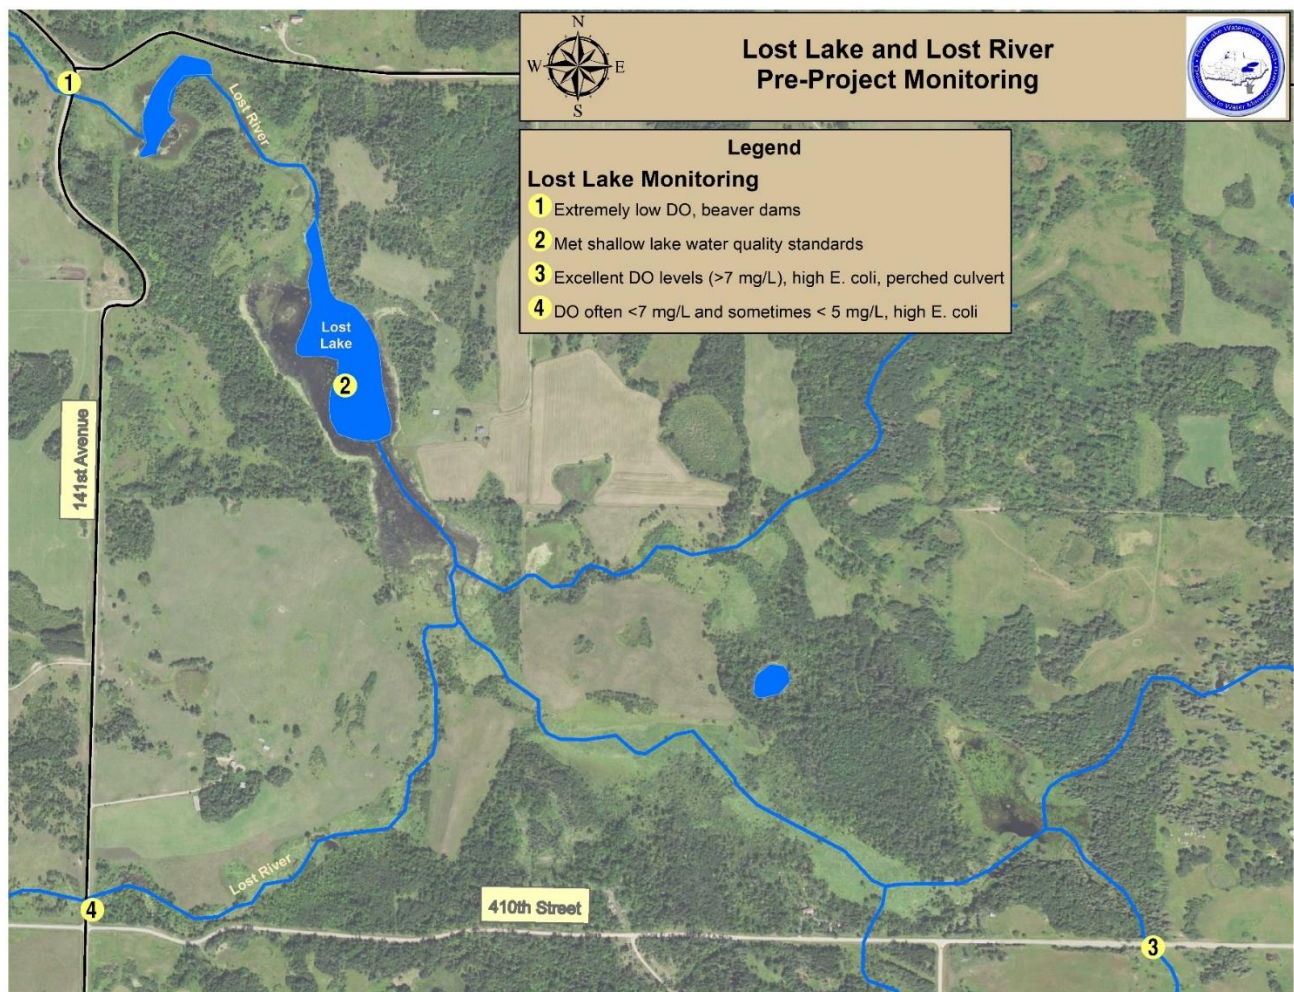 N
W E
S
Lost Lake and Lost River
Pre-Project Monitoring
Legend
Lost Lake Monitoring
1 Extremely low DO, beaver dams
2 Met shallow lake water quality standards
3 Excellent DO levels (>7 mg/L), high E. coli, perched culvert
4 DO often <7 mg/L and sometimes < 5 mg/L, high E. coli
1
Lost River
Lost
Lake
2
141st Avenue
Lost River
410th Street
4
3